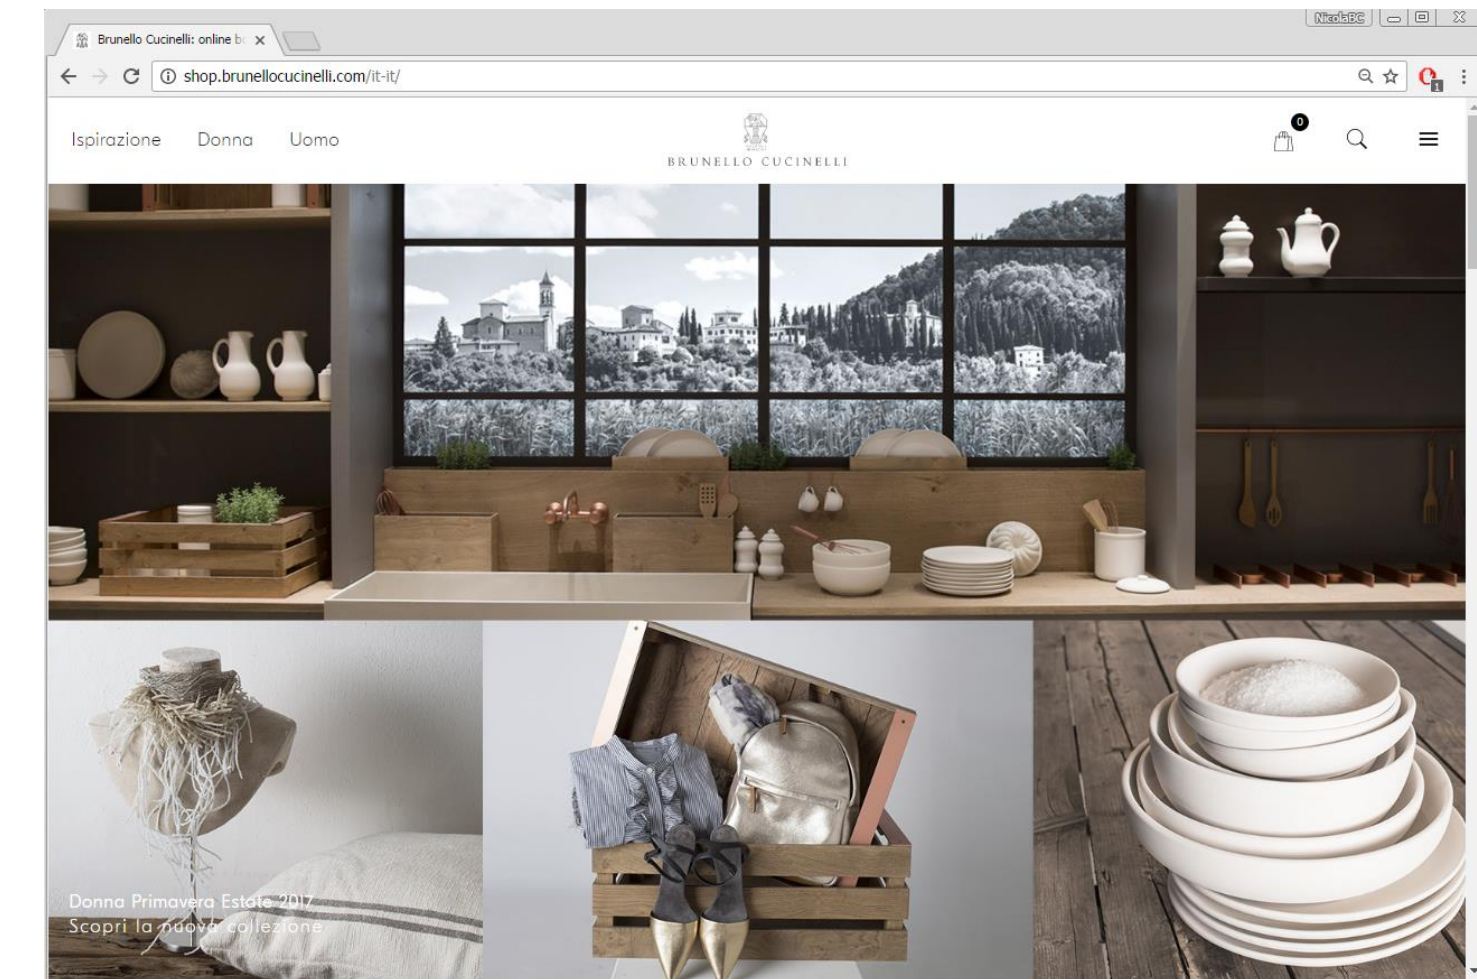 NicolaBC
Brunello Cucinelli: online b
shop.brunellocucinelli.com/it-it/
1
Ispirazione Donna Uomo
BRUNELLO CUCINELLI
0
Donna Primavera Estate 2017
Scopri la nuova collezione